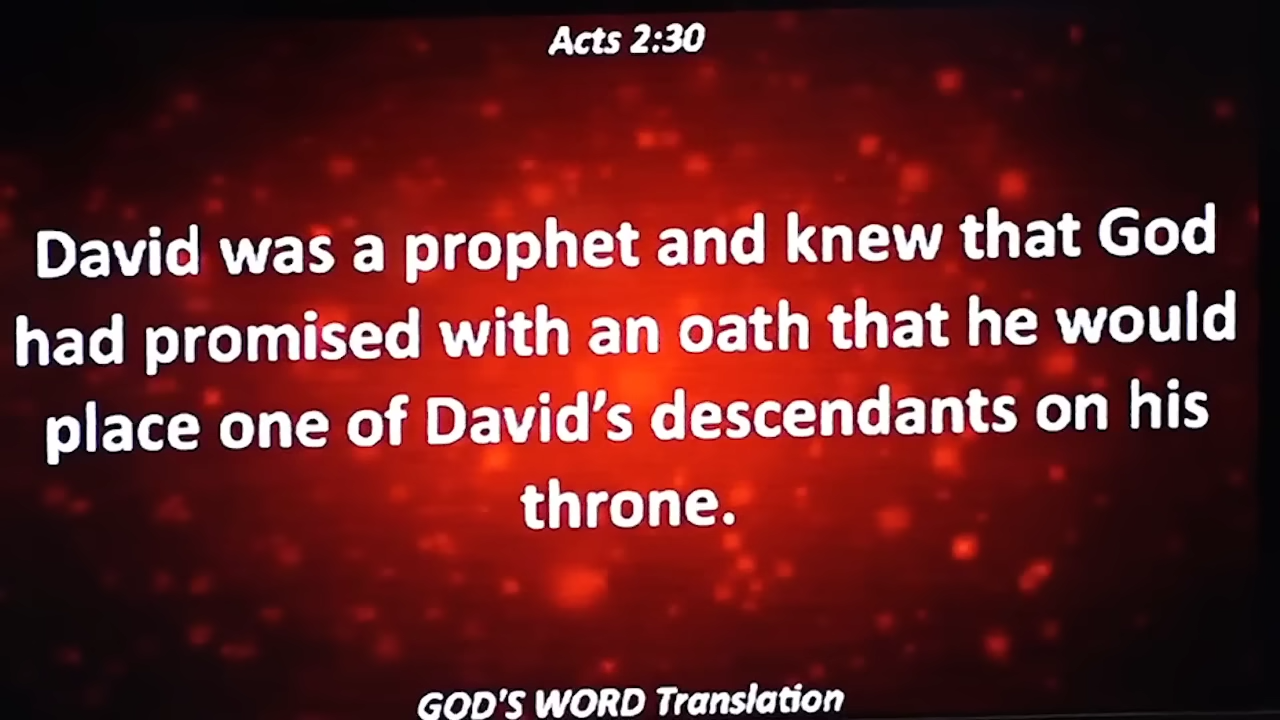 Acts 2:30
David was a prophet and knew that God
had promised with an oath that he would
place one of David's descendants on his
throne.
GOD'S WORD Translation